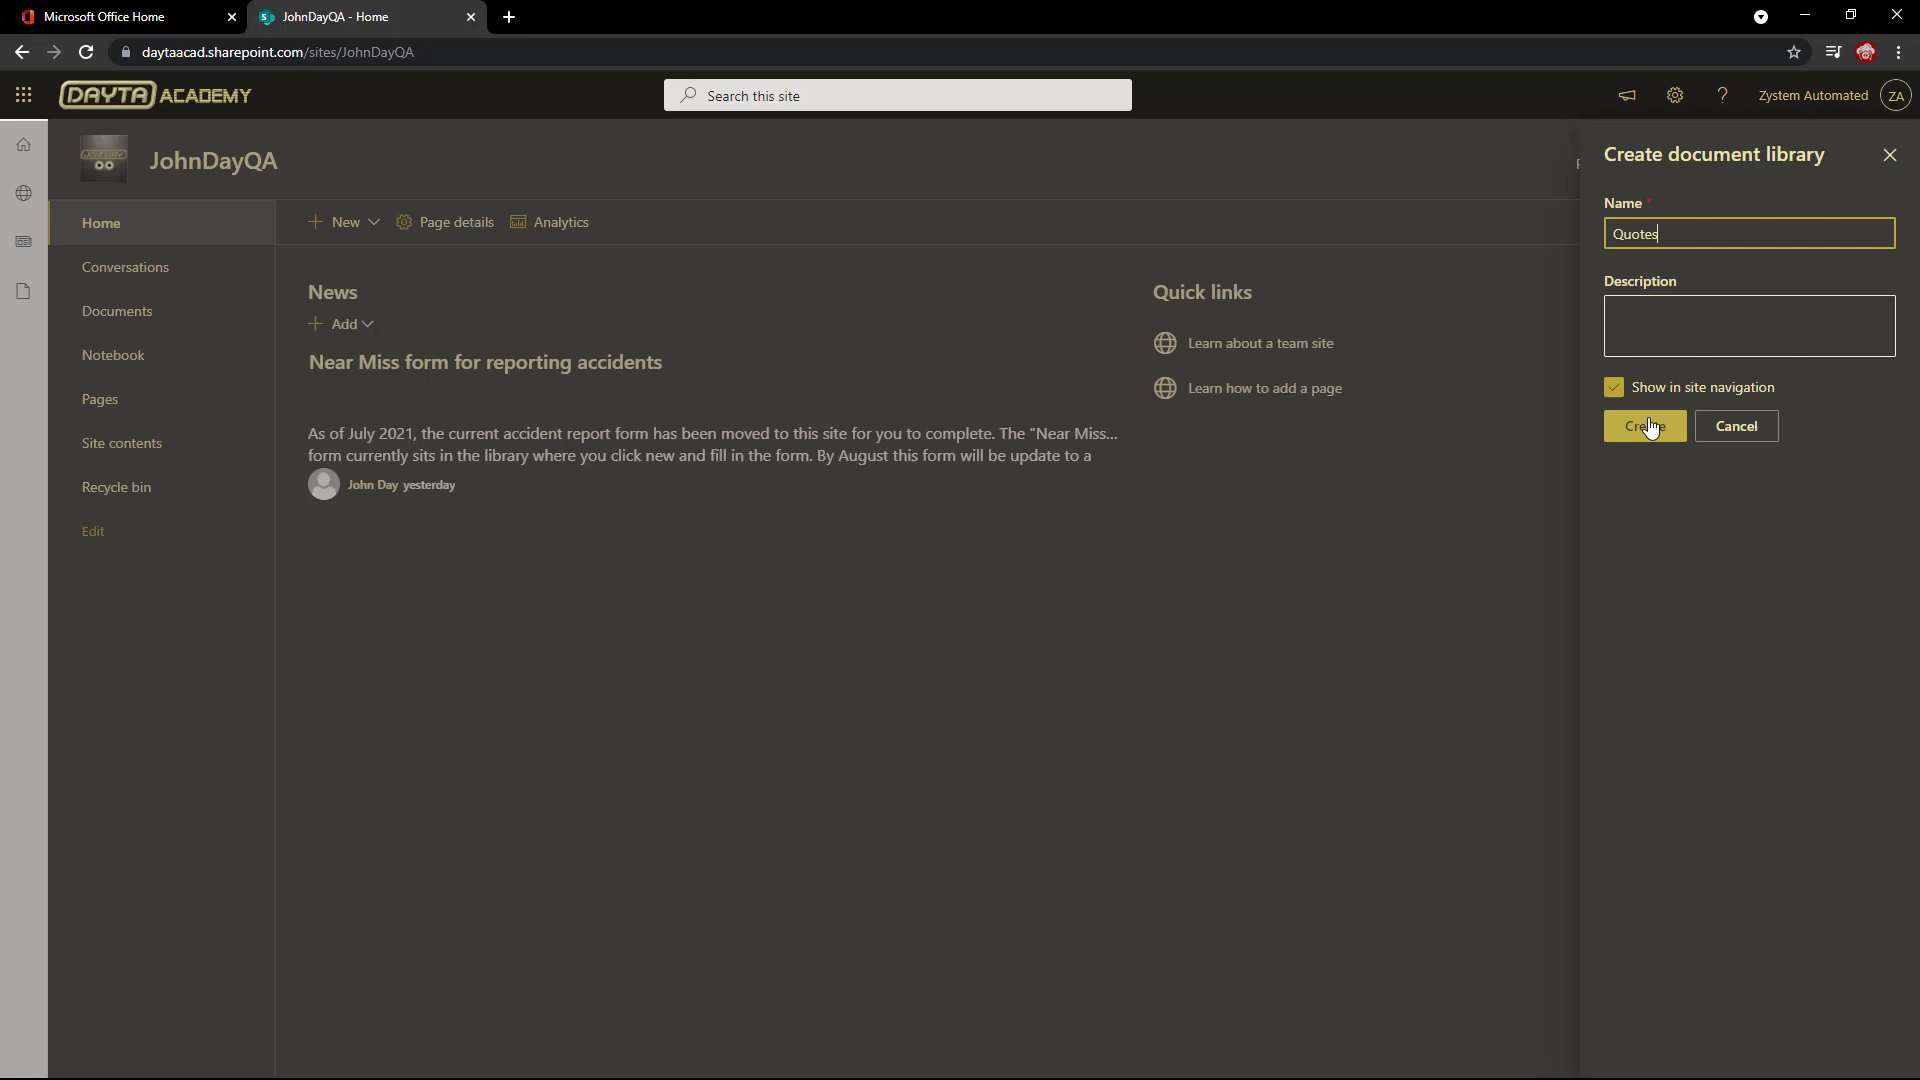 Microsoft Office Home
JohnDayQA - Home
daytaacad.sharepoint.com/sites/JohnDayQA
DAYTA ACADEMY
Search this site
Zystem Automated
ZA
JohnDayQA
Create document library
Name *
Quotes
Description
Show in site navigation
Cancel
Home
Conversations
Documents
Notebook
Pages
Site contents
Recycle bin
Edit
New
Page details
Analytics
News
Add
Near Miss form for reporting accidents
As of July 2021, the current accident report form has been moved to this site for you to complete. The "Near Miss...
form currently sits in the library where you click new and fill in the form. By August this form will be update to a
John Day yesterday
Quick links
Learn about a team site
Learn how to add a page